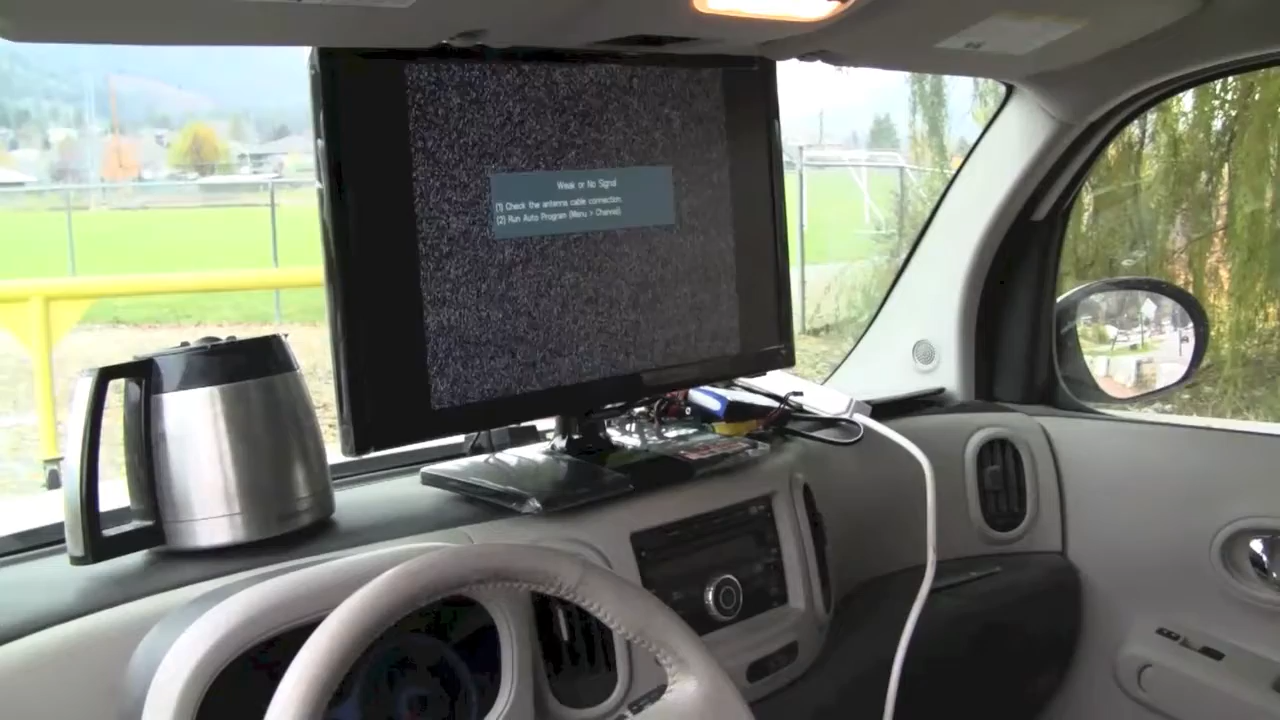 Weak or No Signal
(1) Check the antenna cable connection.
(2) Run Auto Program (Menu > Channel).